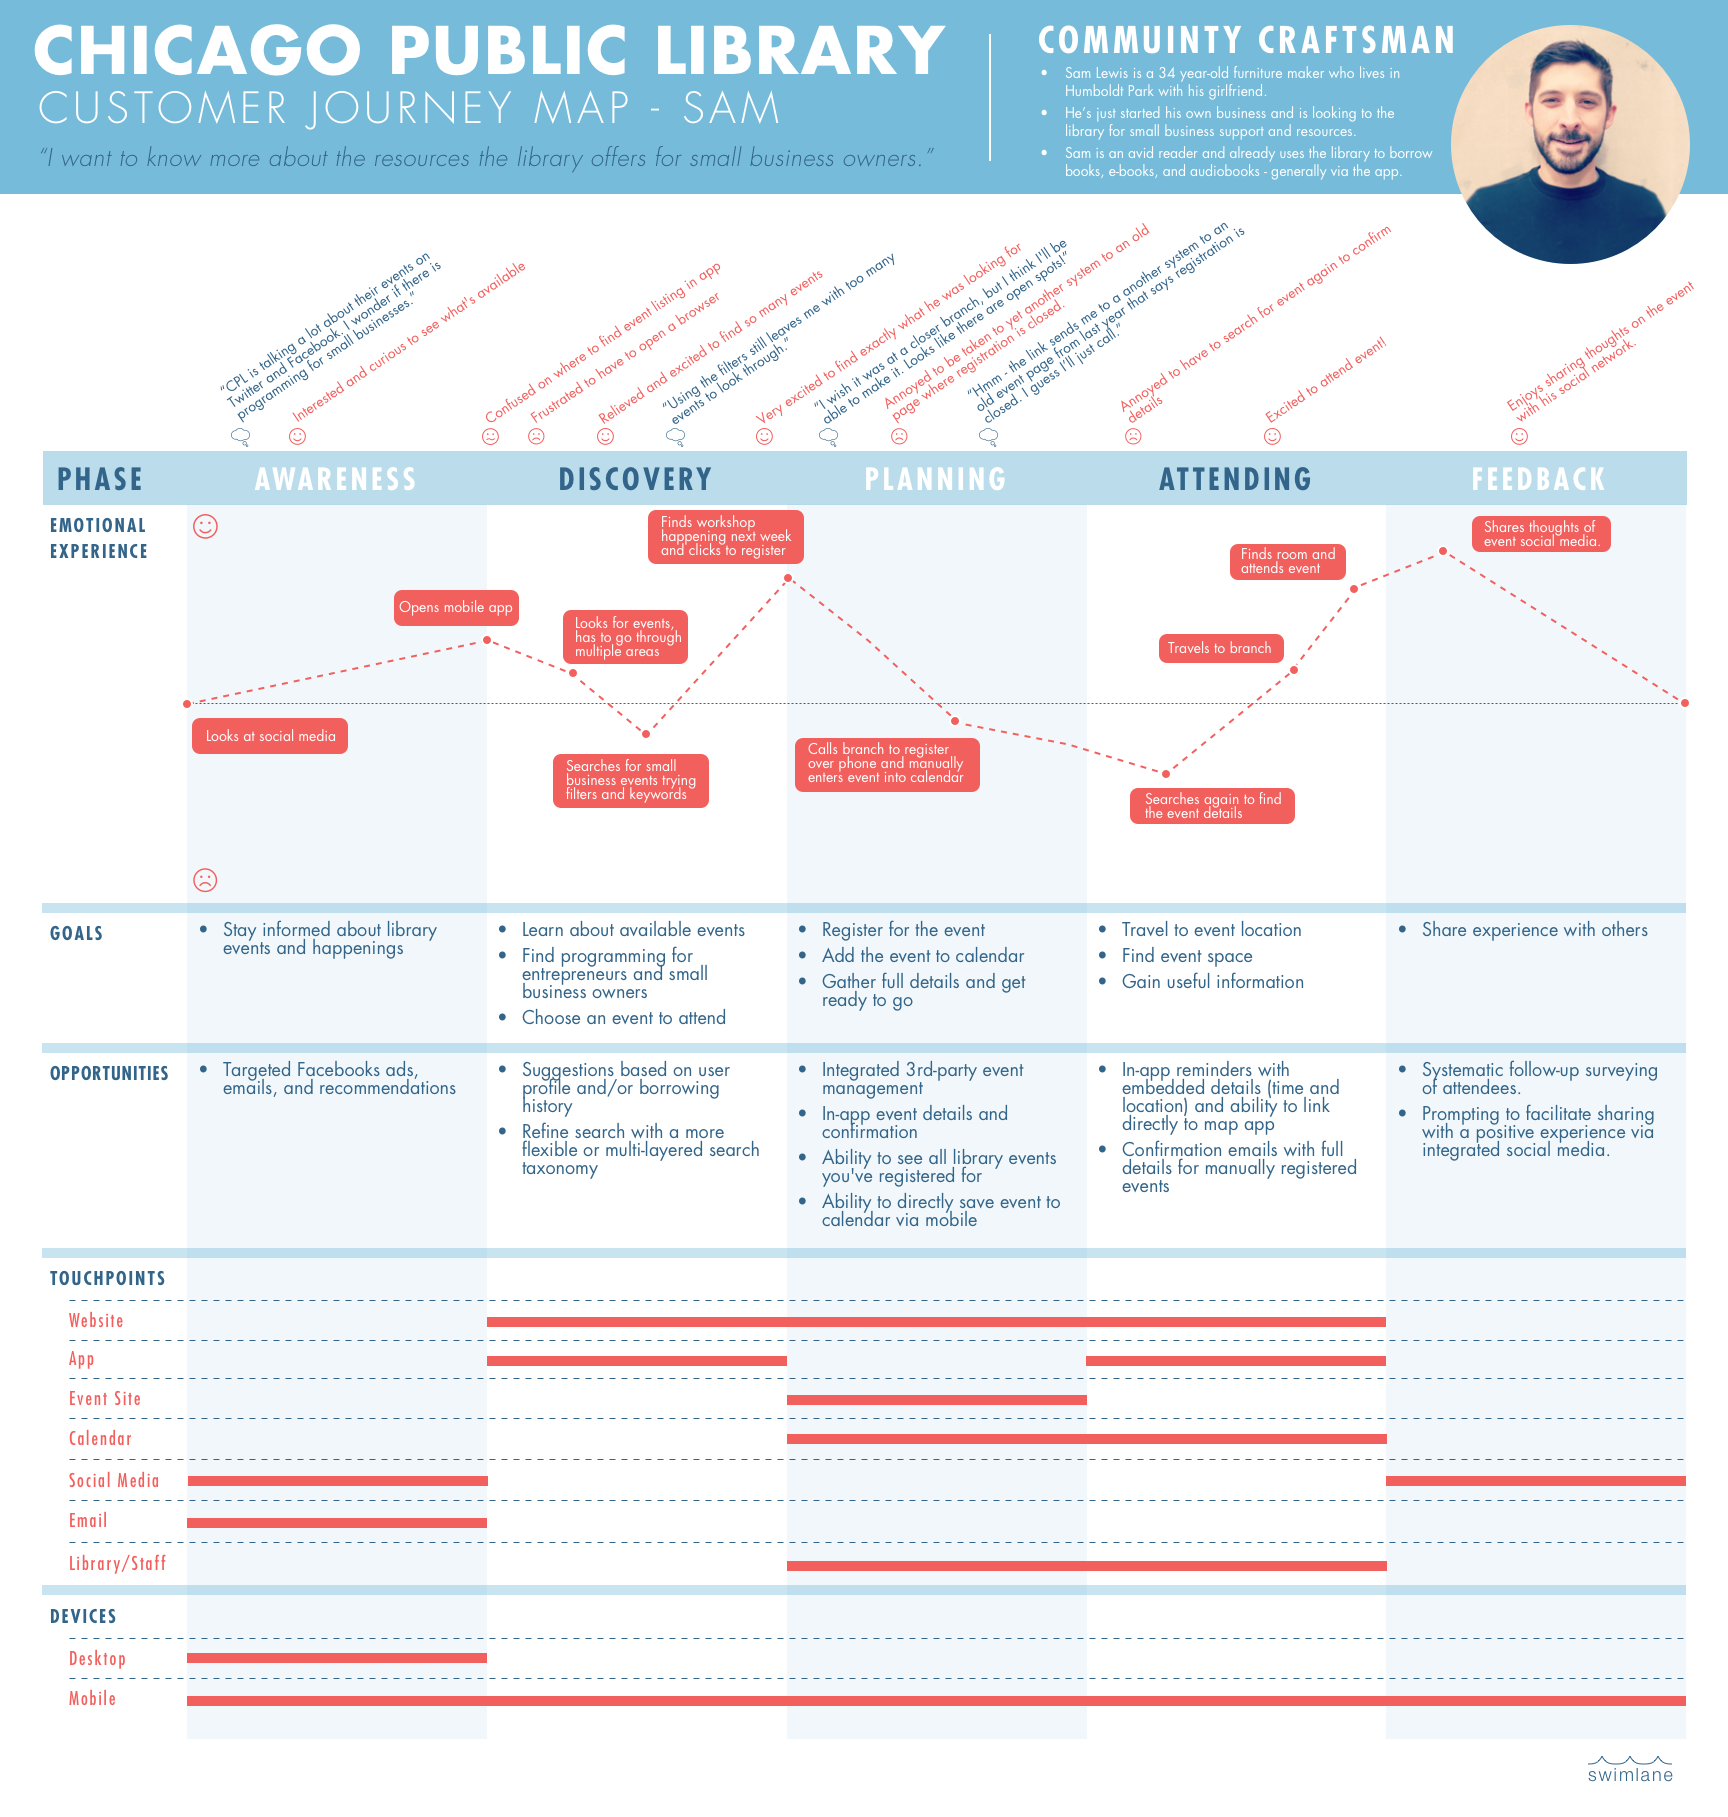 CHICAGO PUBLIC LIBRARY
CUSTOMER JOURNEY MAP - SAM
“I want to know more about the resources the library offers for small business owners.”
COMMUINTY CRAFTSMAN
• Sam Lewis is a 34 year-old furniture maker who lives in
Humboldt Park with his girlfriend.
• He’s just started his own business and is looking to the
library for small business support and resources.
• Sam is an avid reader and already uses the library to borrow
books, e-books, and audiobooks - generally via the app.
“CPL is talking a lot about their events on
Twitter and Facebook. I wonder if there is
programing for small businesses.”
Interested and curious to see what’s available
Confused on where to find event listing in app
Frustrated to have to open a browser
Relieved and excited to find so many events
“Using the filters still leaves me with too many
events to look through.”
Very excited to find exactly what he was looking for
“I wish it was at a closer branch, but I think I’ll be
able to make it. Looks like there are open spots!”
Annoyed to be taken to yet another system to an old
page where registration is closed.
“Hmm - the link sends me to a another system to an
old event page from last year that says registration is
closed. I guess I’ll just call.”
Annoyed to have to search for event again to confirm
details
Excited to attend event!
Enjoys sharing thoughts on the event
with his social network.
PHASE
AWARENESS
DISCOVERY
PLANNING
ATTENDING
FEEDBACK
EMOTIONAL
EXPERIENCE
Looks at social media
Opens mobile app
Looks for events,
has to go through
multiple areas
Searches for small
business events trying
filters and keywords
Finds workshop
happening next week
and clicks to register
Calls branch to register
over phone and manually
enters event into calendar
Searches again to find
the event details
Travels to branch
Finds room and
attends event
Shares thoughts of
event social media.
GOALS
• Stay informed about library
events and happenings
• Learn about available events
• Find programming for
entrepreneurs and small
business owners
• Choose an event to attend
• Register for the event
• Add the event to calendar
• Gather full details and get
ready to go
• Travel to event location
• Find event space
• Gain useful information
• Share experience with others
OPPORTUNITIES
• Targeted Facebooks ads,
emails, and recommendations
• Suggestions based on user
profile and/or borrowing
history
• Refine search with a more
flexible or multi-layered search
taxonomy
• Integrated 3rd-party event
management
• In-app event details and
confirmation
• Ability to see all library events
you've registered for
• Ability to directly save event to
calendar via mobile
• In-app reminders with
embedded details (time and
location) and ability to link
directly to map app
• Confirmation emails with full
details for manually registered
events
• Systematic follow-up surveying
of attendees.
• Prompting to facilitate sharing
with a positive experience via
integrated social media.
TOUCHPOINTS
Website
App
Event Site
Calendar
Social Media
Email
Library/Staff
DEVICES
Desktop
Mobile
swimlane